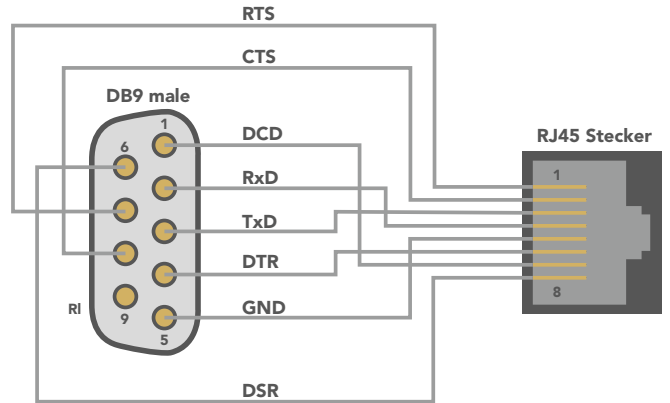 RTS
CTS
DB9 male
1
6
DCD
RJ45 Stecker
RxD
1
TxD
DTR
8
RI
9
GND
5
DSR